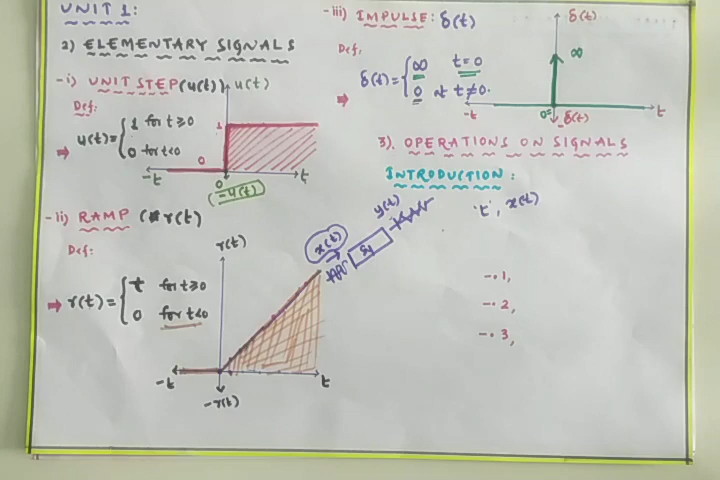 UNIT 1:
2) ELEMENTARY SIGNALS
-i) UNIT STEP (u(t))
Def:
u(t)= { 1 for t≥0
0 for t<0
u(t)
1
0
-t
0
t
(-u(t))
-ii) RAMP (r(t)
Def:
r(t)= { t for t≥0
0 for t<0
r(t)
-t
t
-r(t)
x(t)
S1
y(t)
-iii) IMPULSE: δ(t)
Def:
δ(t)= { ∞ t=0
0 at t≠0.
δ(t)
∞
-t
0
t
-δ(t)
3). OPERATIONS ON SIGNALS
INTRODUCTION:
't', x(t)
-. 1,
-. 2,
-. 3,